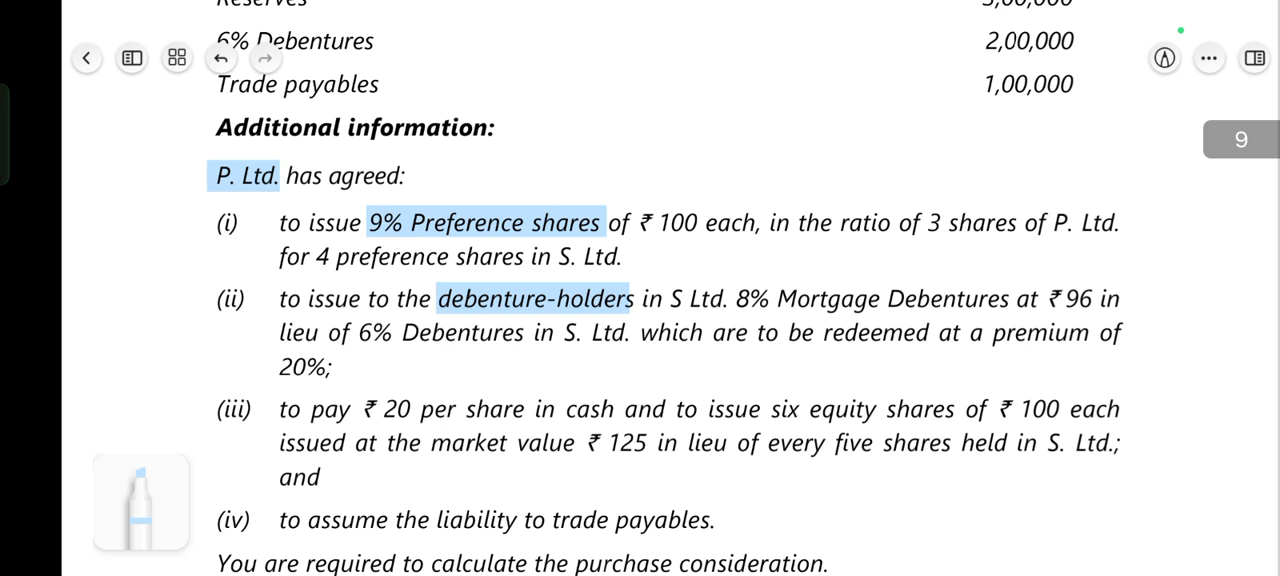 Reserves 3,00,000
6% Debentures 2,00,000
Trade payables 1,00,000
Additional information:
9
P. Ltd. has agreed:
(i) to issue 9% Preference shares of ₹ 100 each, in the ratio of 3 shares of P. Ltd.
for 4 preference shares in S. Ltd.
(ii) to issue to the debenture-holders in S Ltd. 8% Mortgage Debentures at ₹ 96 in
lieu of 6% Debentures in S. Ltd. which are to be redeemed at a premium of
20%;
(iii) to pay ₹ 20 per share in cash and to issue six equity shares of ₹ 100 each
issued at the market value ₹ 125 in lieu of every five shares held in S. Ltd.;
and
(iv) to assume the liability to trade payables.
You are required to calculate the purchase consideration.